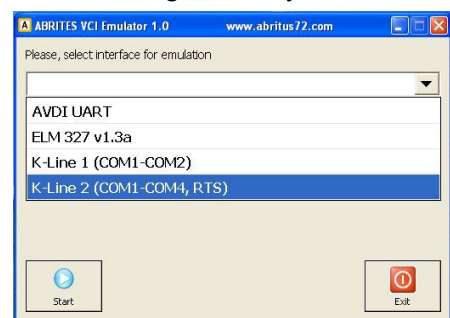 ABRITES VCI Emulator 1.0 www.abritus72.com
Please, select interface for emulation
AVDI UART
ELM 327 v1.3a
K-Line 1 (COM1-COM2)
K-Line 2 (COM1-COM4, RTS)
Start Exit